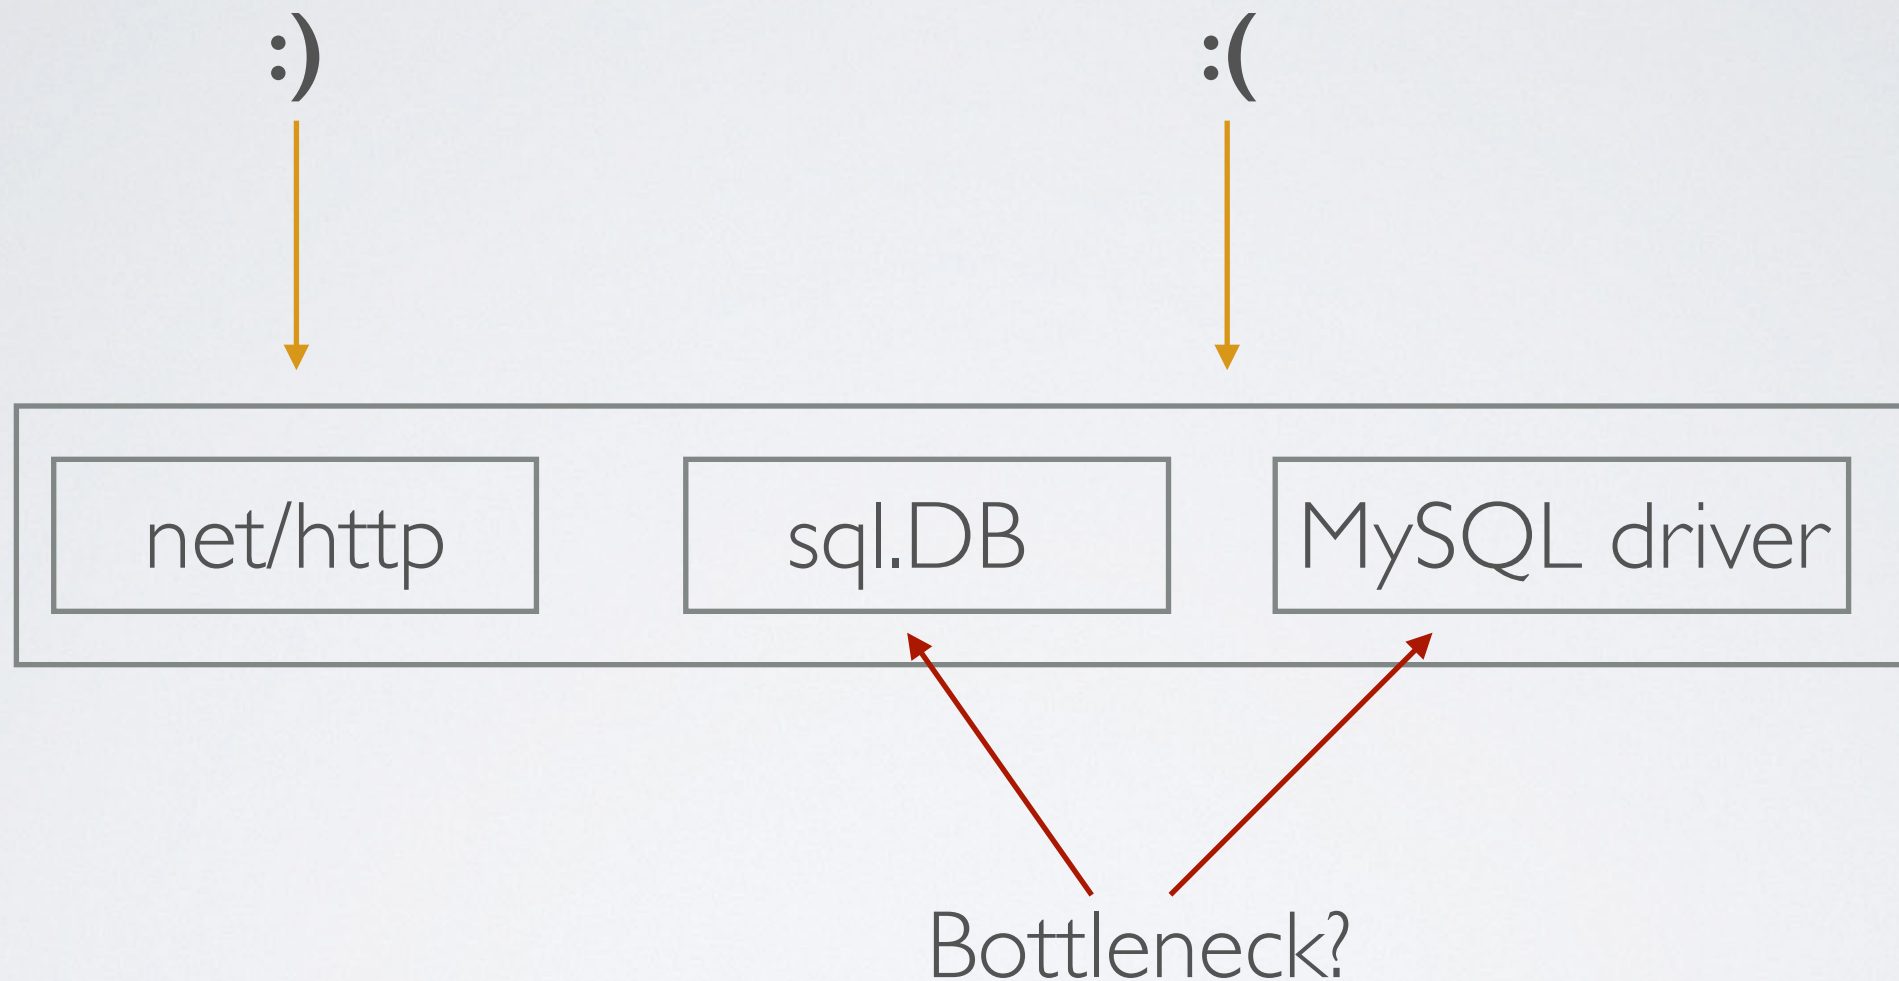 :)
:(
net/http
sql.DB
MySQL driver
Bottleneck?